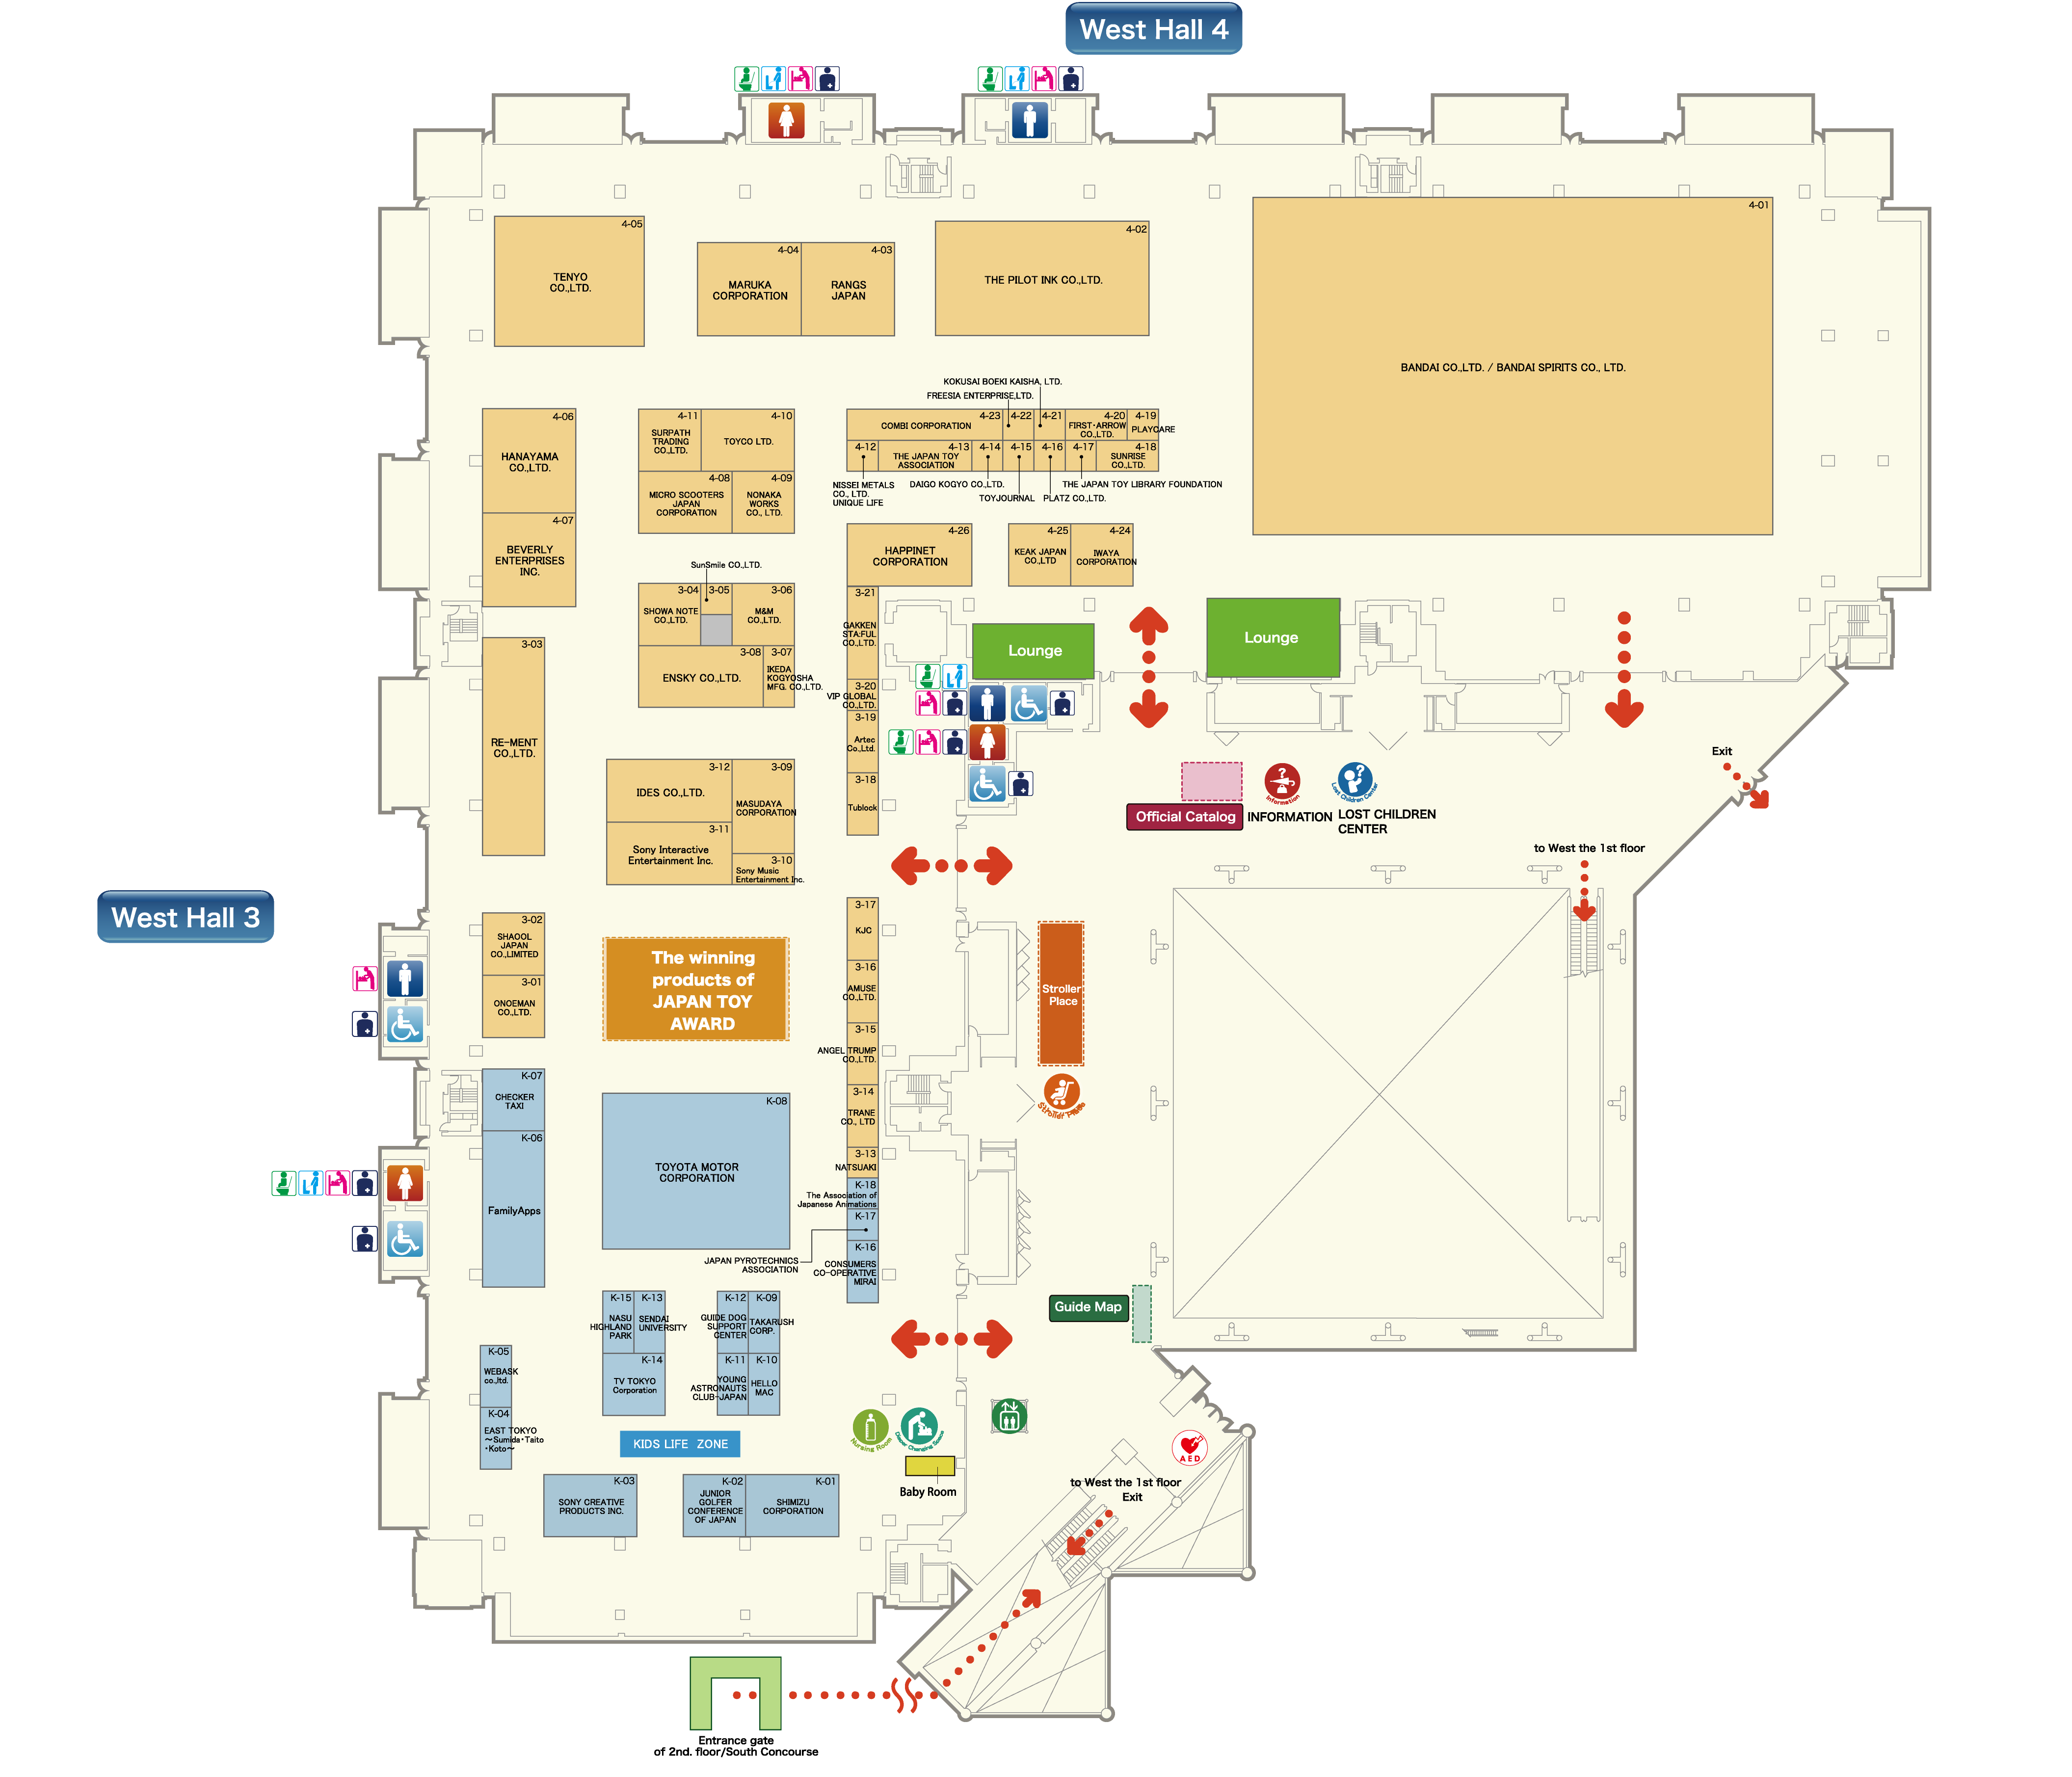 West Hall 4
4-05
TENYO
CO.,LTD.
4-04
MARUKA
CORPORATION
4-03
RANGS
JAPAN
4-02
THE PILOT INK CO.,LTD.
4-01
BANDAI CO.,LTD. / BANDAI SPIRITS CO., LTD.
4-06
HANAYAMA
CO.,LTD.
4-07
BEVERLY
ENTERPRISES
INC.
4-11
SURPATH
TRADING
CO.,LTD.
4-10
TOYCO LTD.
4-08
MICRO SCOOTERS
JAPAN
CORPORATION
4-09
NONAKA
WORKS
CO., LTD.
KOKUSAI BOEKI KAISHA, LTD.
FREESIA ENTERPRISE,LTD.
4-23
COMBI CORPORATION
4-22
4-21
4-20
FIRST・ARROW
CO.,LTD.
4-19
PLAYCARE
4-12
4-13
THE JAPAN TOY
ASSOCIATION
4-14
4-15
4-16
4-17
4-18
SUNRISE
CO.,LTD.
NISSEI METALS
CO., LTD.
UNIQUE LIFE
DAIGO KOGYO CO.,LTD.
TOYJOURNAL
PLATZ CO.,LTD.
THE JAPAN TOY LIBRARY FOUNDATION
4-26
HAPPINET
CORPORATION
4-25
KEAK JAPAN
CO.,LTD
4-24
IWAYA
CORPORATION
SunSmile CO.,LTD.
3-04
SHOWA NOTE
CO.,LTD.
3-05
3-06
M&M
CO.,LTD.
3-08
ENSKY CO.,LTD.
3-07
IKEDA
KOGYOSHA
MFG. CO.,LTD.
3-21
GAKKEN
STA:FUL
CO.,LTD.
3-20
VIP GLOBAL
CO.,LTD.
3-19
Artec
Co.,Ltd.
3-18
Tublock
Lounge
Lounge
3-03
RE-MENT
CO.,LTD.
3-12
IDES CO.,LTD.
3-09
MASUDAYA
CORPORATION
3-11
Sony Interactive
Entertainment Inc.
3-10
Sony Music
Entertainment Inc.
Exit
Information
Lost Children Center
Official Catalog
INFORMATION
LOST CHILDREN
CENTER
to West the 1st floor
West Hall 3
3-02
SHAOOL
JAPAN
CO.,LIMITED
3-01
ONOEMAN
CO.,LTD.
The winning
products of
JAPAN TOY
AWARD
3-17
KJC
3-16
AMUSE
CO.,LTD.
3-15
ANGEL TRUMP
CO.,LTD.
3-14
TRANE
CO., LTD
3-13
NATSUAKI
Stroller
Place
Stroller Place
K-07
CHECKER
TAXI
K-06
FamilyApps
K-08
TOYOTA MOTOR
CORPORATION
K-18
The Association of
Japanese Animations
K-17
JAPAN PYROTECHNICS
ASSOCIATION
K-16
CONSUMERS
CO-OPERATIVE
MIRAI
K-15
NASU
HIGHLAND
PARK
K-13
SENDAI
UNIVERSITY
K-14
TV TOKYO
Corporation
K-12
GUIDE DOG
SUPPORT
CENTER
K-09
TAKARUSH
CORP.
K-11
YOUNG
ASTRONAUTS
CLUB-JAPAN
K-10
HELLO
MAC
Guide Map
K-05
WEBASK
co.,ltd.
K-04
EAST TOKYO
～Sumida・Taito
・Koto～
KIDS LIFE ZONE
K-03
SONY CREATIVE
PRODUCTS INC.
K-02
JUNIOR
GOLFER
CONFERENCE
OF JAPAN
K-01
SHIMIZU
CORPORATION
Nursing Room
Diaper Changing Space
Baby Room
AED
to West the 1st floor
Exit
Entrance gate
of 2nd. floor/South Concourse